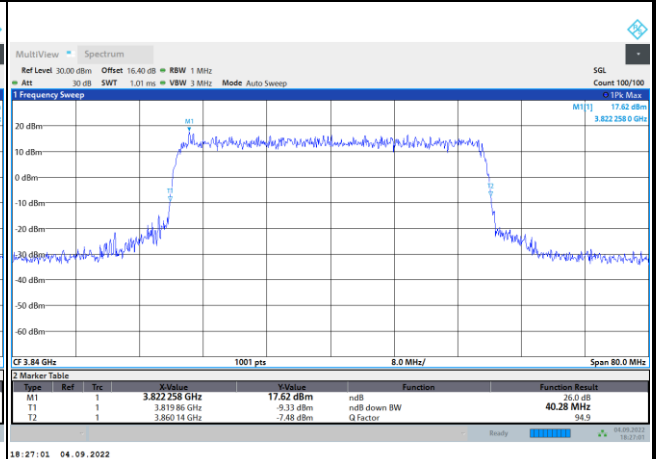 MultiView Spectrum
Ref Level 30.00 dBm Offset 16.40 dB RBW 1 MHz SGL
Att 30 dB SWT 1.01 ms VBW 3 MHz Mode Auto Sweep Count 100/100
1 Frequency Sweep 1Pk Max
M1[1] 17.62 dBm
3.822 258 0 GHz
M1
20 dBm
10 dBm
0 dBm
T1 T2
-10 dBm
-20 dBm
-30 dBm
-40 dBm
-50 dBm
-60 dBm
CF 3.84 GHz 1001 pts 8.0 MHz/ Span 80.0 MHz
2 Marker Table
Type Ref Trc X-Value Y-Value Function Function Result
M1 1 3.822 258 GHz 17.62 dBm ndB 26.0 dB
T1 1 3.819 86 GHz -9.33 dBm ndB down BW 40.28 MHz
T2 1 3.860 14 GHz -7.48 dBm Q Factor 94.9
Ready 04.09.2022
18:27:01
18:27:01 04.09.2022